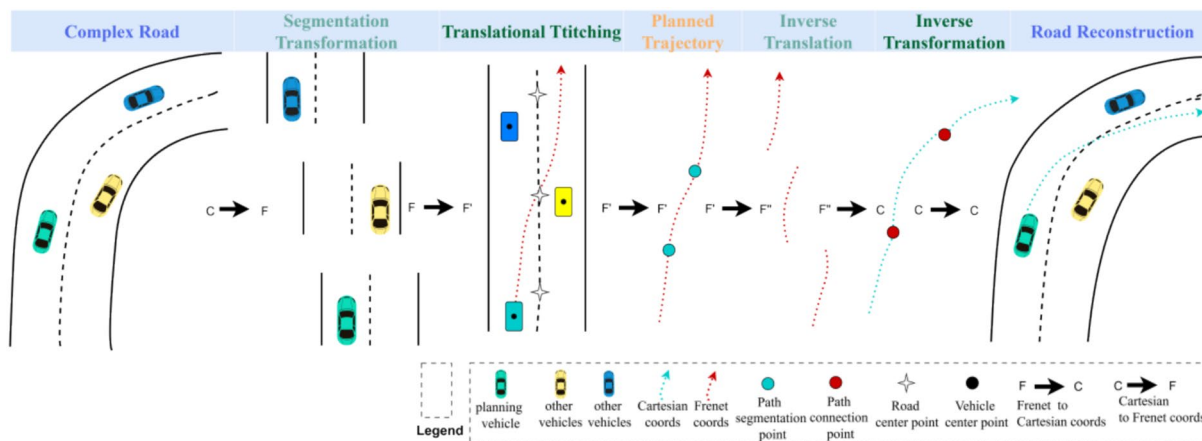 Complex Road
Segmentation
Transformation
Translational Ttitching
Planned
Trajectory
Inverse
Translation
Inverse
Transformation
Road Reconstruction
C F
F F'
F' F'
F' F"
F" C
C C
Legend
planning
vehicle
other
vehicles
other
vehicles
Cartesian
coords
Frenet
coords
Path
segmentation
point
Path
connection
point
Road
center point
Vehicle
center point
F C
Frenet to
Cartesian coords
C F
Cartesian
to Frenet coords